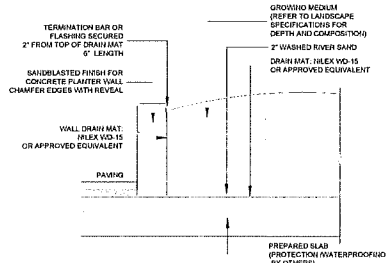 TERMINATION BAR OR
FLASHING SECURED
2" FROM TOP OF DRAIN MAT
6" LENGTH
SANDBLASTED FINISH FOR
CONCRETE PLANTER WALL
CHAMFER EDGES WITH REVEAL
WALL DRAIN MAT:
NILEX WD-15
OR APPROVED EQUIVALENT
PAVING
GROWING MEDIUM
(REFER TO LANDSCAPE
SPECIFICATIONS FOR
DEPTH AND COMPOSITION)
2" WASHED RIVER SAND
DRAIN MAT: NILEX WD-15
OR APPROVED EQUIVALENT
PREPARED SLAB
(PROTECTION /WATERPROOFING
BY OTHERS)